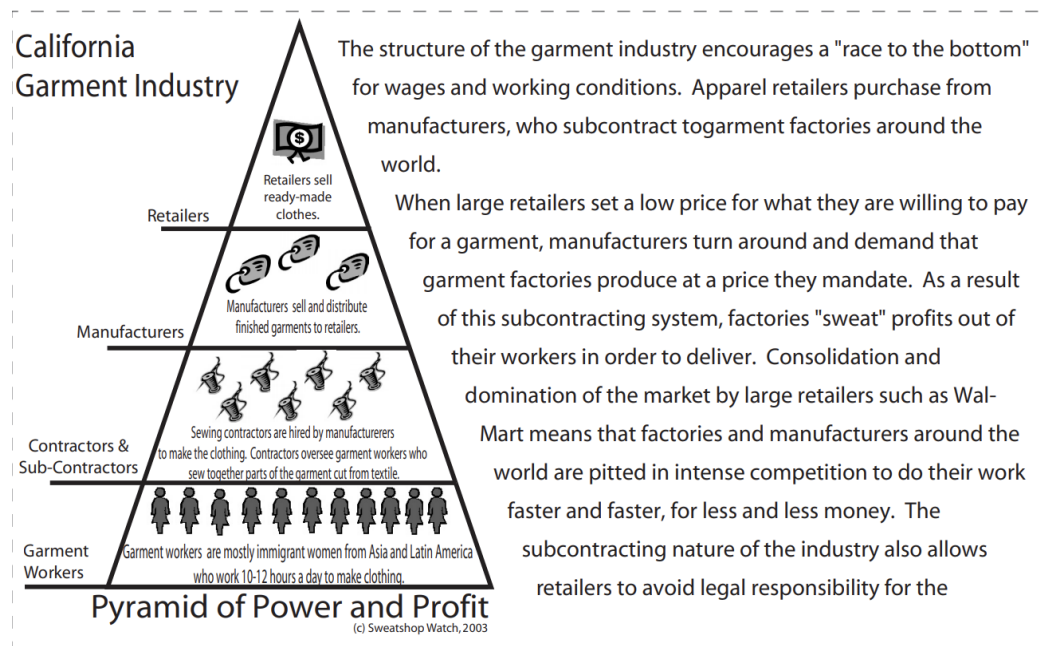 California
Garment Industry
$
Retailers sell
ready-made
clothes.
Retailers
Manufacturers sell and distribute
finished garments to retailers.
Manufacturers
Sewing contractors are hired by manufacturerers
to make the clothing. Contractors oversee garment workers who
sew together parts of the garment cut from textile.
Contractors &
Sub-Contractors
Garment workers are mostly immigrant women from Asia and Latin America
who work 10-12 hours a day to make clothing.
Garment
Workers
Pyramid of Power and Profit
(c) Sweatshop Watch, 2003
The structure of the garment industry encourages a "race to the bottom"
for wages and working conditions. Apparel retailers purchase from
manufacturers, who subcontract togarment factories around the
world.
When large retailers set a low price for what they are willing to pay
for a garment, manufacturers turn around and demand that
garment factories produce at a price they mandate. As a result
of this subcontracting system, factories "sweat" profits out of
their workers in order to deliver. Consolidation and
domination of the market by large retailers such as Wal-
Mart means that factories and manufacturers around the
world are pitted in intense competition to do their work
faster and faster, for less and less money. The
subcontracting nature of the industry also allows
retailers to avoid legal responsibility for the